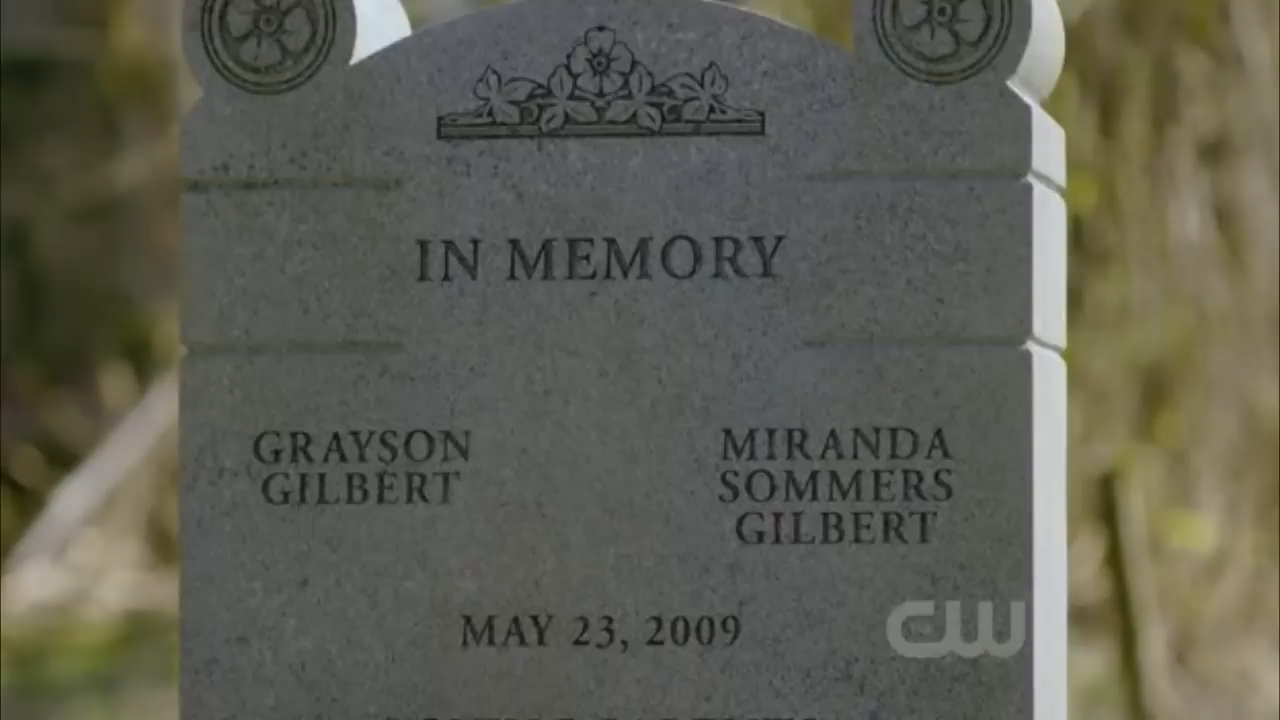 IN MEMORY
GRAYSON
GILBERT
MIRANDA
SOMMERS
GILBERT
MAY 23, 2009
CW